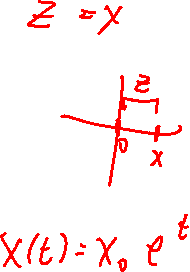 Z = X
z
0
x
X(t) = X₀ e^t